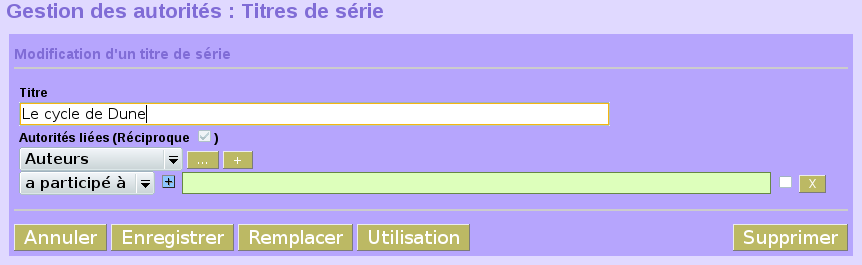 Gestion des autorités : Titres de série
Modification d'un titre de série
Titre
Le cycle de Dune
Autorités liées (Réciproque )
Auteurs ... +
a participé à + X
Annuler Enregistrer Remplacer Utilisation Supprimer